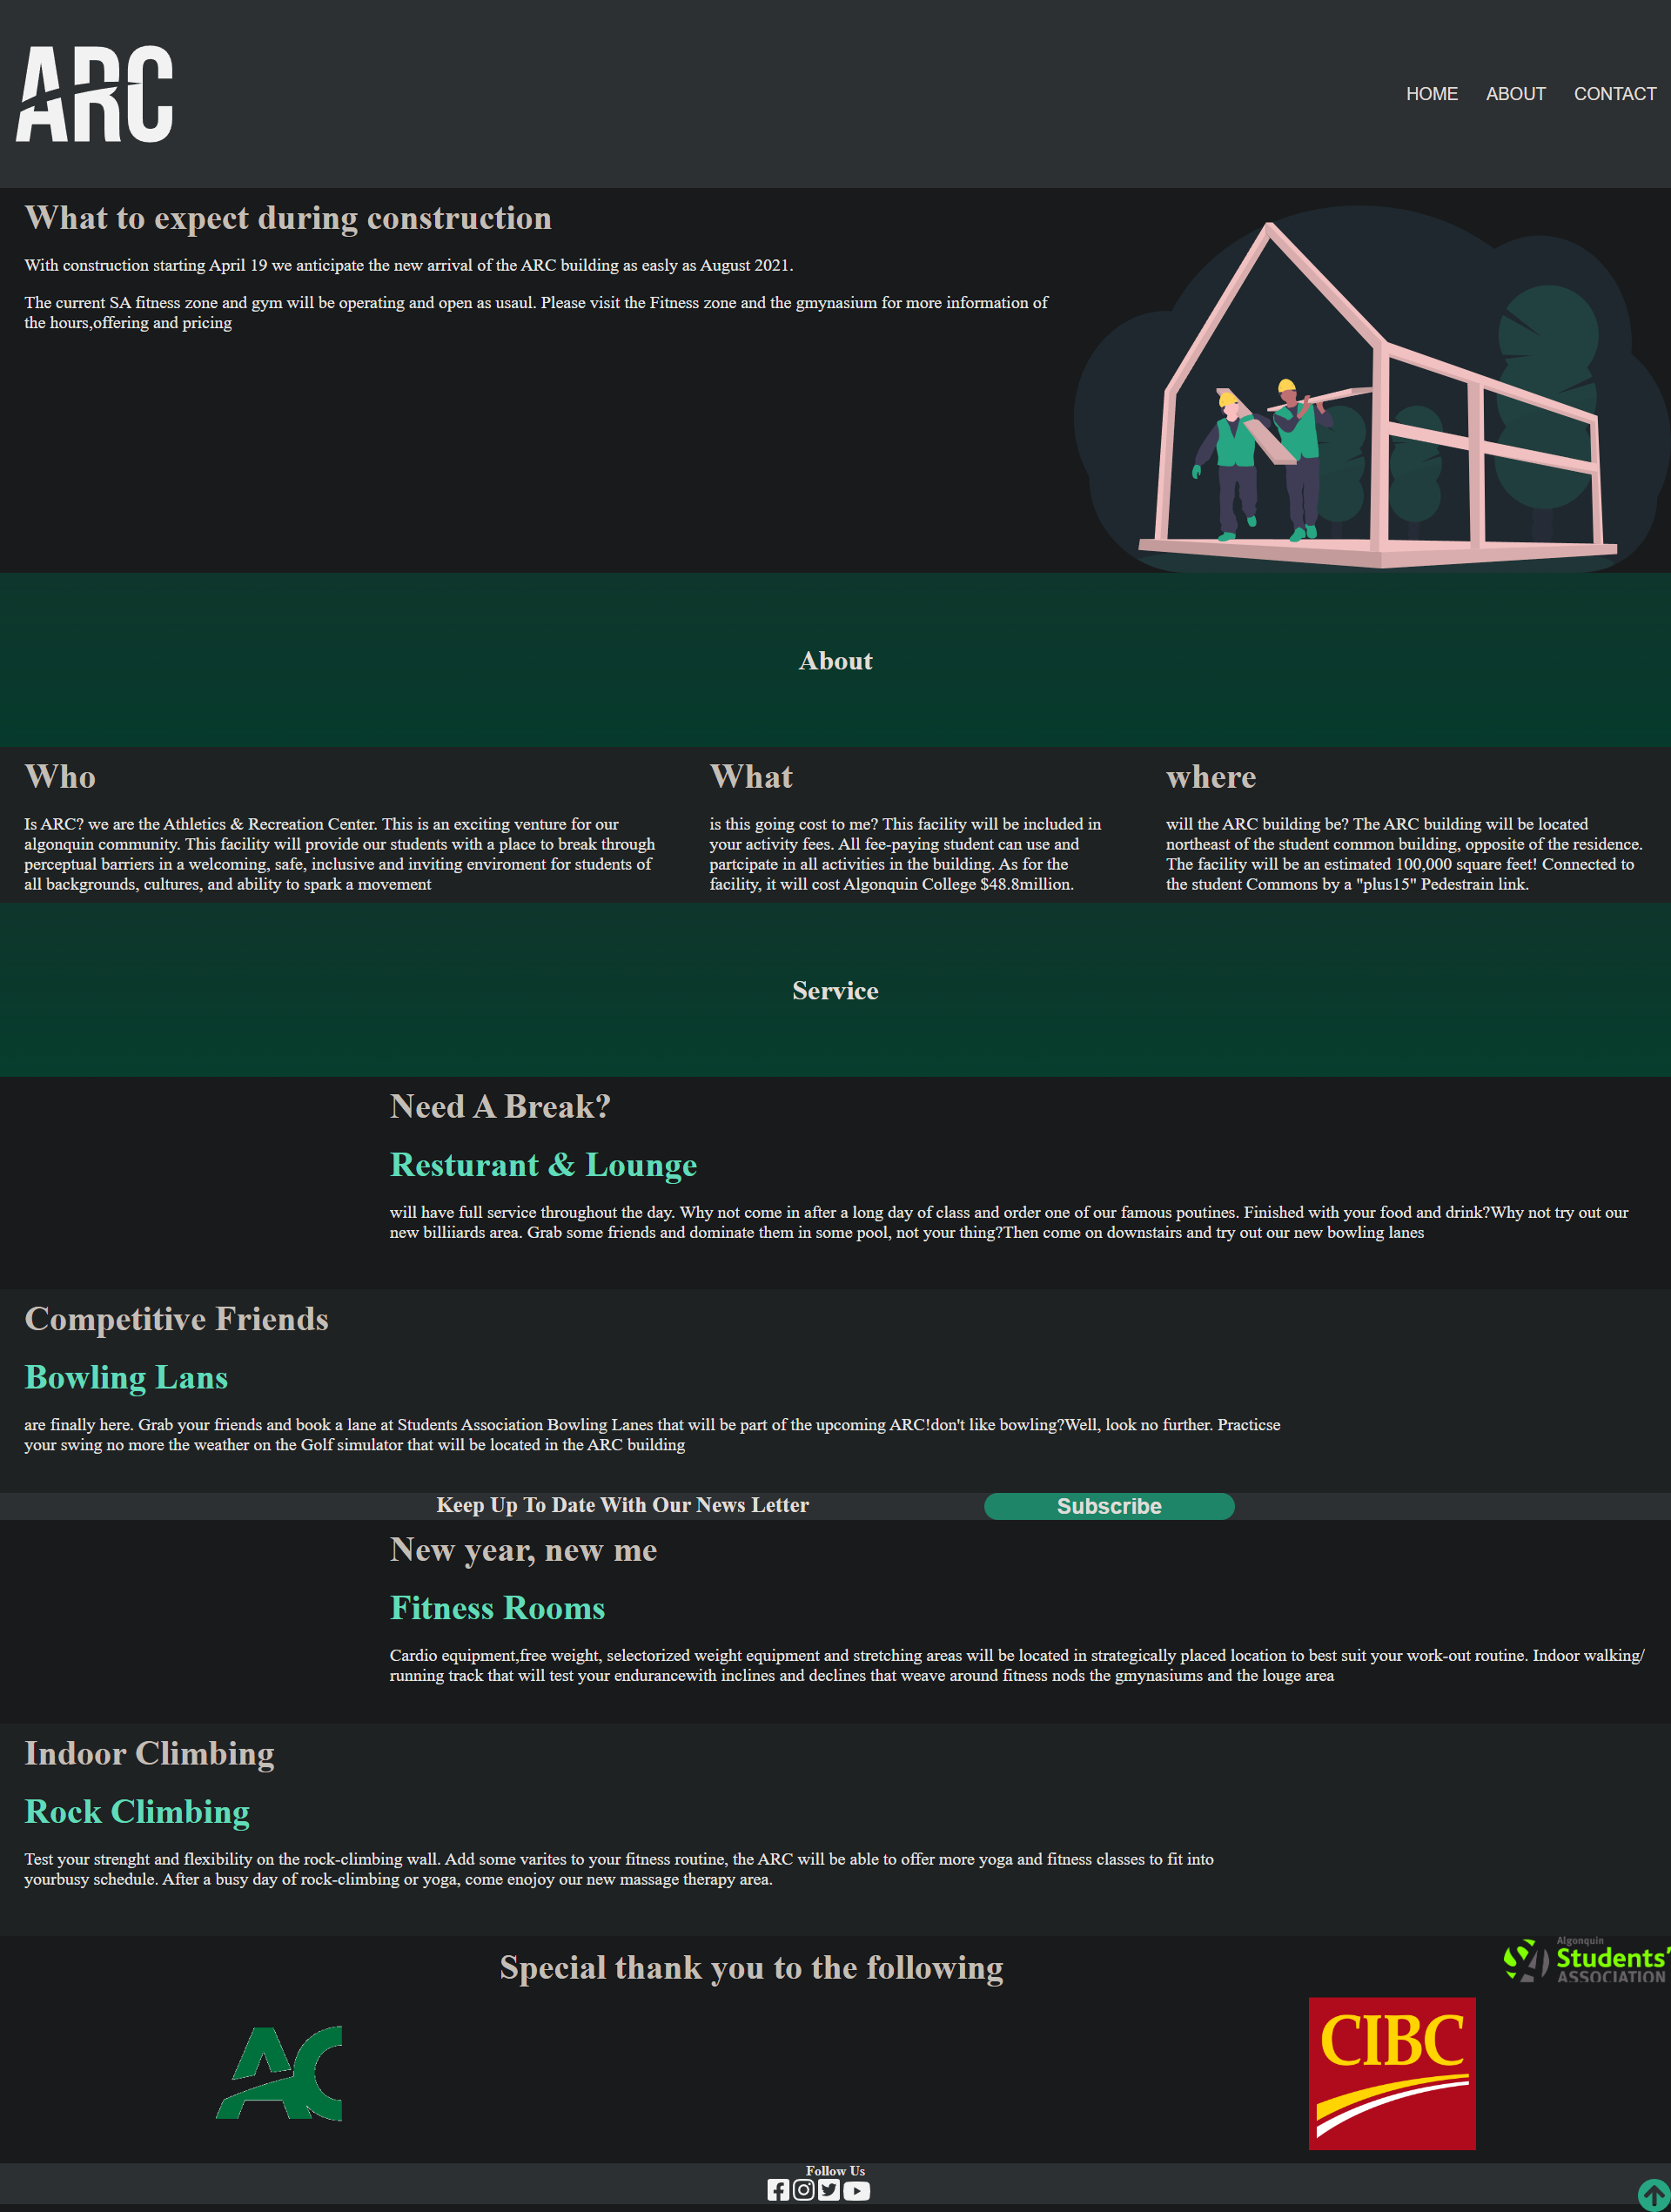 ARC
HOME ABOUT CONTACT
What to expect during construction
With construction starting April 19 we anticipate the new arrival of the ARC building as easly as August 2021.
The current SA fitness zone and gym will be operating and open as usaul. Please visit the Fitness zone and the gmynasium for more information of
the hours,offering and pricing
About
Who
Is ARC? we are the Athletics & Recreation Center. This is an exciting venture for our
algonquin community. This facility will provide our students with a place to break through
perceptual barriers in a welcoming, safe, inclusive and inviting enviroment for students of
all backgrounds, cultures, and ability to spark a movement
What
is this going cost to me? This facility will be included in
your activity fees. All fee-paying student can use and
partcipate in all activities in the building. As for the
facility, it will cost Algonquin College $48.8million.
where
will the ARC building be? The ARC building will be located
northeast of the student common building, opposite of the residence.
The facility will be an estimated 100,000 square feet! Connected to
the student Commons by a "plus15" Pedestrain link.
Service
Need A Break?
Resturant & Lounge
will have full service throughout the day. Why not come in after a long day of class and order one of our famous poutines. Finished with your food and drink?Why not try out our
new billiiards area. Grab some friends and dominate them in some pool, not your thing?Then come on downstairs and try out our new bowling lanes
Competitive Friends
Bowling Lans
are finally here. Grab your friends and book a lane at Students Association Bowling Lanes that will be part of the upcoming ARC!don't like bowling?Well, look no further. Practicse
your swing no more the weather on the Golf simulator that will be located in the ARC building
Keep Up To Date With Our News Letter
Subscribe
New year, new me
Fitness Rooms
Cardio equipment,free weight, selectorized weight equipment and stretching areas will be located in strategically placed location to best suit your work-out routine. Indoor walking/
running track that will test your endurancewith inclines and declines that weave around fitness nods the gmynasiums and the louge area
Indoor Climbing
Rock Climbing
Test your strenght and flexibility on the rock-climbing wall. Add some varites to your fitness routine, the ARC will be able to offer more yoga and fitness classes to fit into
yourbusy schedule. After a busy day of rock-climbing or yoga, come enojoy our new massage therapy area.
Special thank you to the following
Algonquin
Students'
ASSOCIATION
AC
CIBC
Follow Us